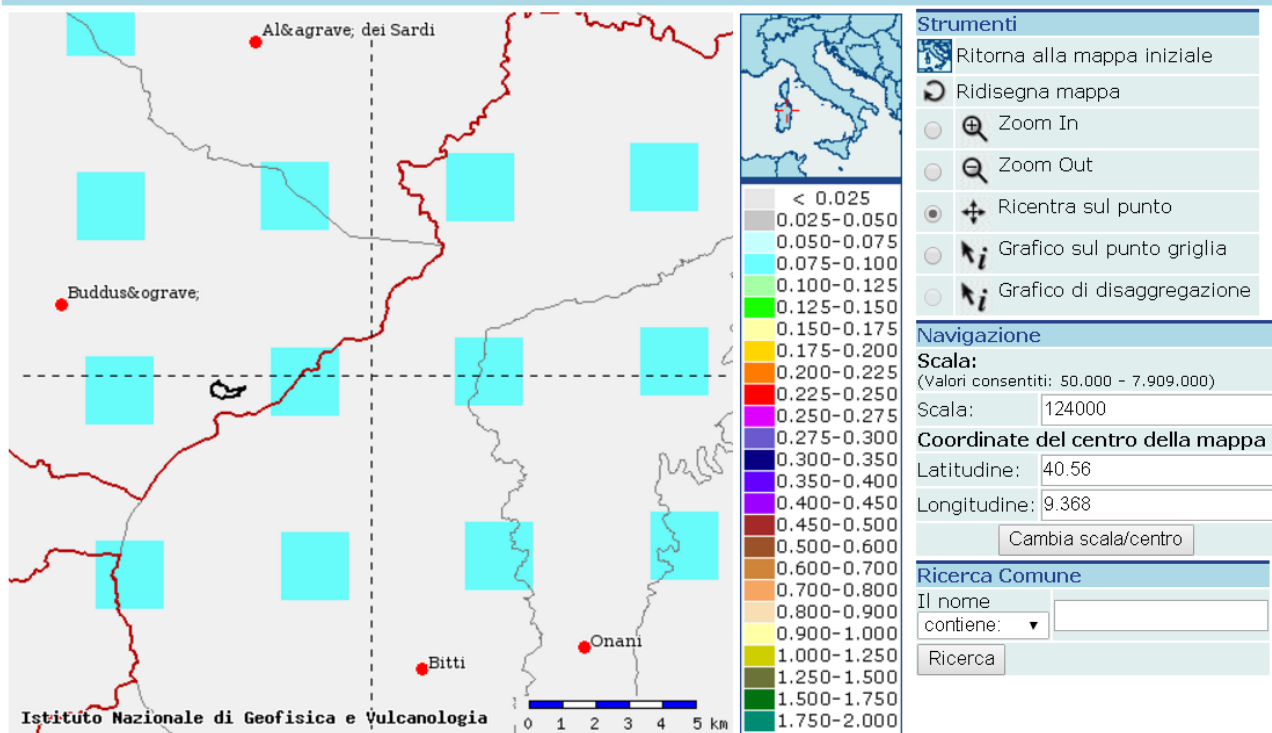 Al&agrave; dei Sardi
Buddus&ograve;
Onani
Bitti
Istituto Nazionale di Geofisica e Vulcanologia
0 1 2 3 4 5 km
< 0.025
0.025-0.050
0.050-0.075
0.075-0.100
0.100-0.125
0.125-0.150
0.150-0.175
0.175-0.200
0.200-0.225
0.225-0.250
0.250-0.275
0.275-0.300
0.300-0.350
0.350-0.400
0.400-0.450
0.450-0.500
0.500-0.600
0.600-0.700
0.700-0.800
0.800-0.900
0.900-1.000
1.000-1.250
1.250-1.500
1.500-1.750
1.750-2.000
Strumenti
Ritorna alla mappa iniziale
Ridisegna mappa
Zoom In
Zoom Out
Ricentra sul punto
Grafico sul punto griglia
Grafico di disaggregazione
Navigazione
Scala:
(Valori consentiti: 50.000 - 7.909.000)
Scala: 124000
Coordinate del centro della mappa
Latitudine: 40.56
Longitudine: 9.368
Cambia scala/centro
Ricerca Comune
Il nome
contiene:
Ricerca